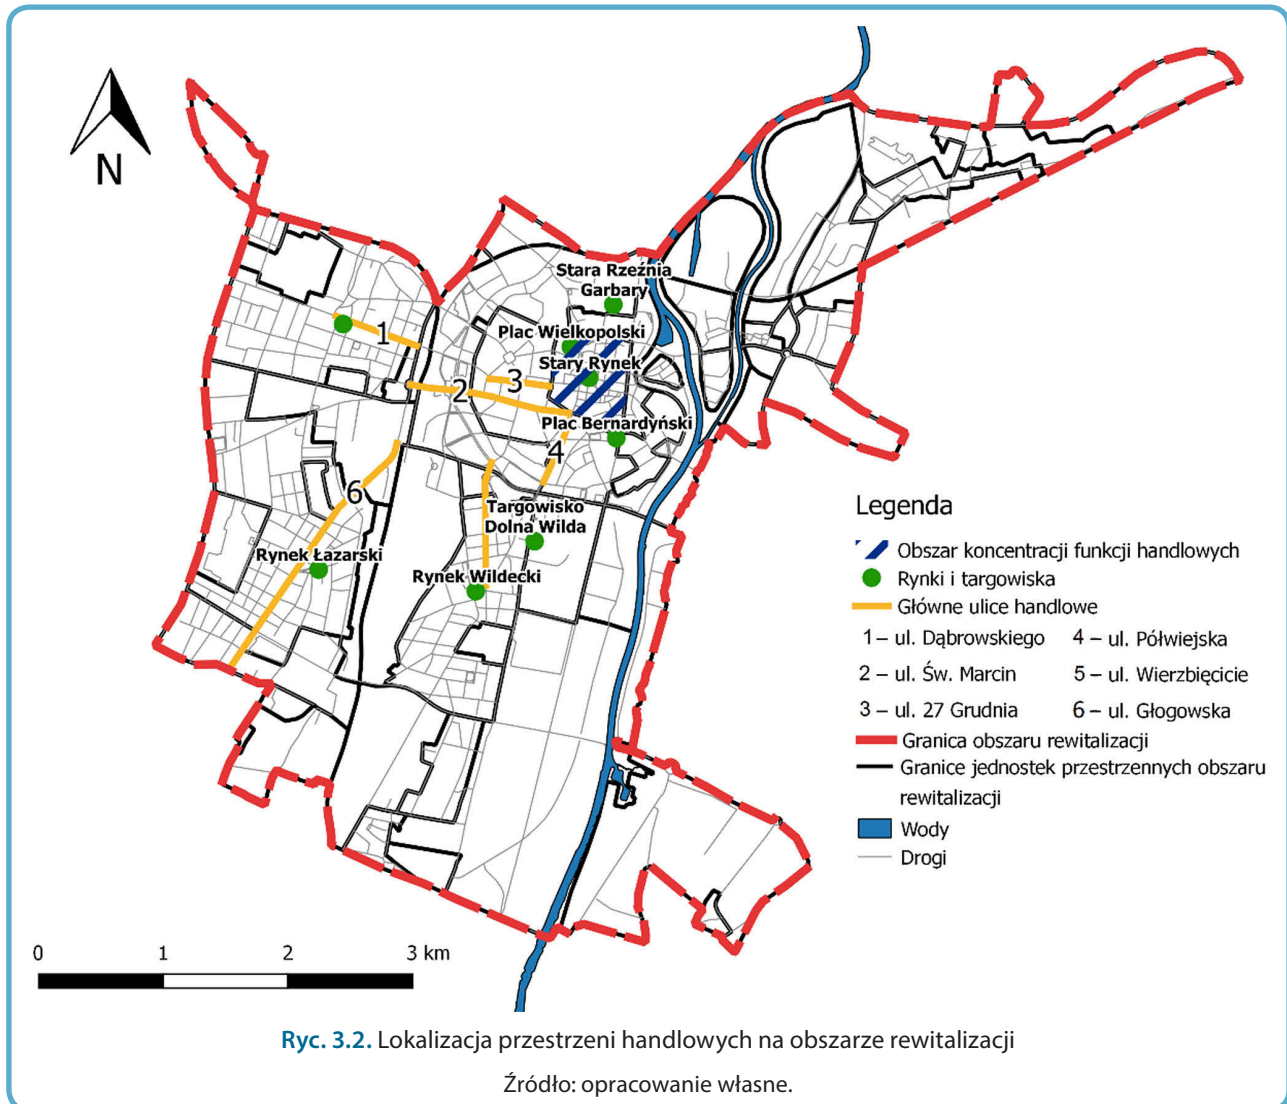 N
Stara Rzeźnia
Garbary
Plac Wielkopolski
Stary Rynek
1
2
3
Plac Bernardyński
4
6
Targowisko
Dolna Wilda
Rynek Łazarski
Rynek Wildecki
Legenda
Obszar koncentracji funkcji handlowych
Rynki i targowiska
Główne ulice handlowe
1 – ul. Dąbrowskiego
4 – ul. Półwiejska
2 – ul. Św. Marcin
5 – ul. Wierzbięcicie
3 – ul. 27 Grudnia
6 – ul. Głogowska
Granica obszaru rewitalizacji
Granice jednostek przestrzennych obszaru
rewitalizacji
Wody
Drogi
0 1 2 3 km
Ryc. 3.2. Lokalizacja przestrzeni handlowych na obszarze rewitalizacji
Źródło: opracowanie własne.